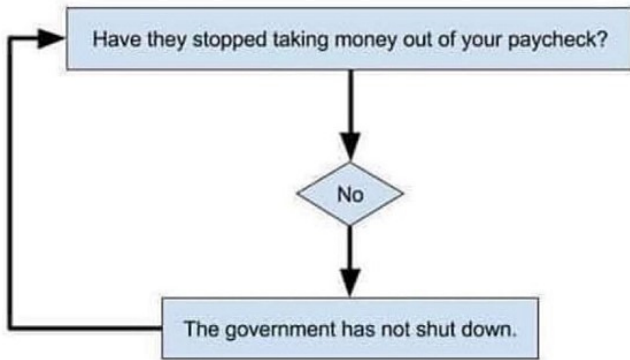 Have they stopped taking money out of your paycheck?
No
The government has not shut down.